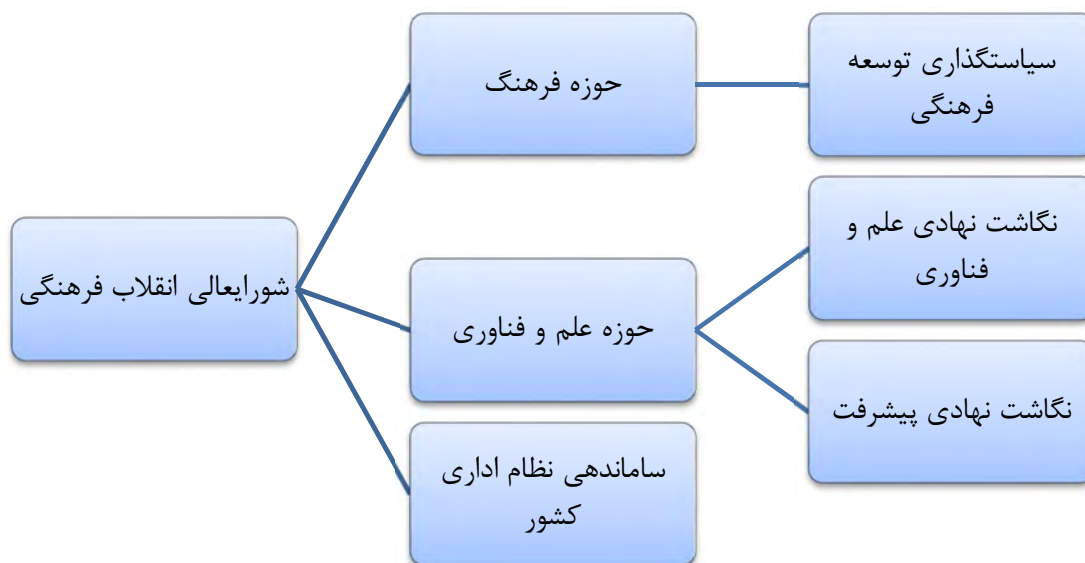 شورایعالی انقلاب فرهنگی
حوزه فرهنگ
سیاستگذاری توسعه
فرهنگی
حوزه علم و فناوری
نگاشت نهادی علم و
فناوری
نگاشت نهادی پیشرفت
ساماندهی نظام اداری
کشور